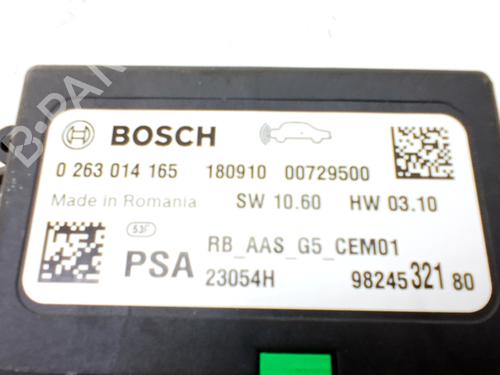 BOSCH
0 263 014 165 180910 00729500
Made in Romania SW 10.60 HW 03.10
53F
RB_AAS_G5_CEM01
PSA 23054H 98245 321 80
B-PARTS